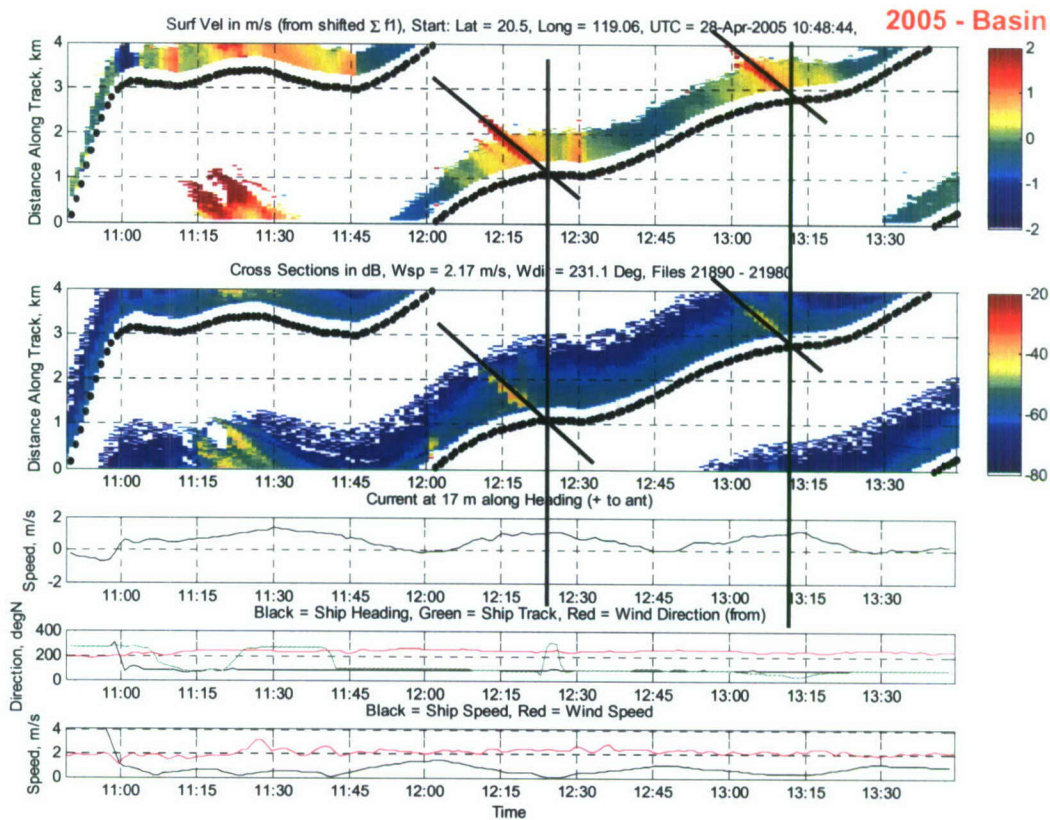 Surf Vel in m/s (from shifted Σ f1), Start: Lat = 20.5, Long = 119.06, UTC = 28-Apr-2005 10:48:44,
2005 - Basin
Distance Along Track, km
4
3
2
1
0
11:00 11:15 11:30 11:45 12:00 12:15 12:30 12:45 13:00 13:15 13:30
2
1
0
-1
-2
Cross Sections in dB, Wsp = 2.17 m/s, Wdir = 231.1 Deg, Files 21890 - 21980
Distance Along Track, km
4
3
2
1
0
11:00 11:15 11:30 11:45 12:00 12:15 12:30 12:45 13:00 13:15 13:30
-20
-40
-60
-80
Current at 17 m along Heading (+ to ant)
Speed, m/s
2
0
-2
11:00 11:15 11:30 11:45 12:00 12:15 12:30 12:45 13:00 13:15 13:30
Black = Ship Heading, Green = Ship Track, Red = Wind Direction (from)
Direction, degN
400
200
0
11:00 11:15 11:30 11:45 12:00 12:15 12:30 12:45 13:00 13:15 13:30
Black = Ship Speed, Red = Wind Speed
Speed, m/s
4
2
0
11:00 11:15 11:30 11:45 12:00 12:15 12:30 12:45 13:00 13:15 13:30
Time